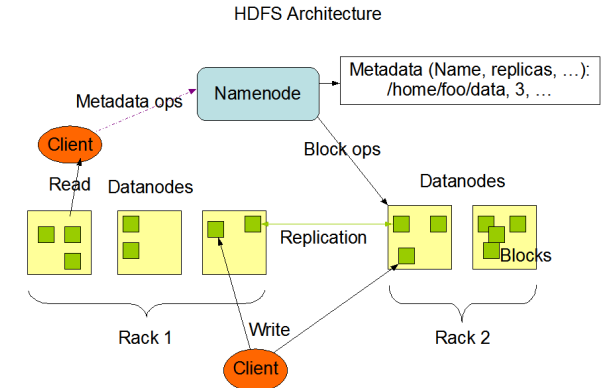 HDFS Architecture
Metadata (Name, replicas, …):
/home/foo/data, 3, …
Namenode
Metadata ops
Client
Block ops
Read
Datanodes
Datanodes
Replication
Blocks
Rack 1
Write
Rack 2
Client